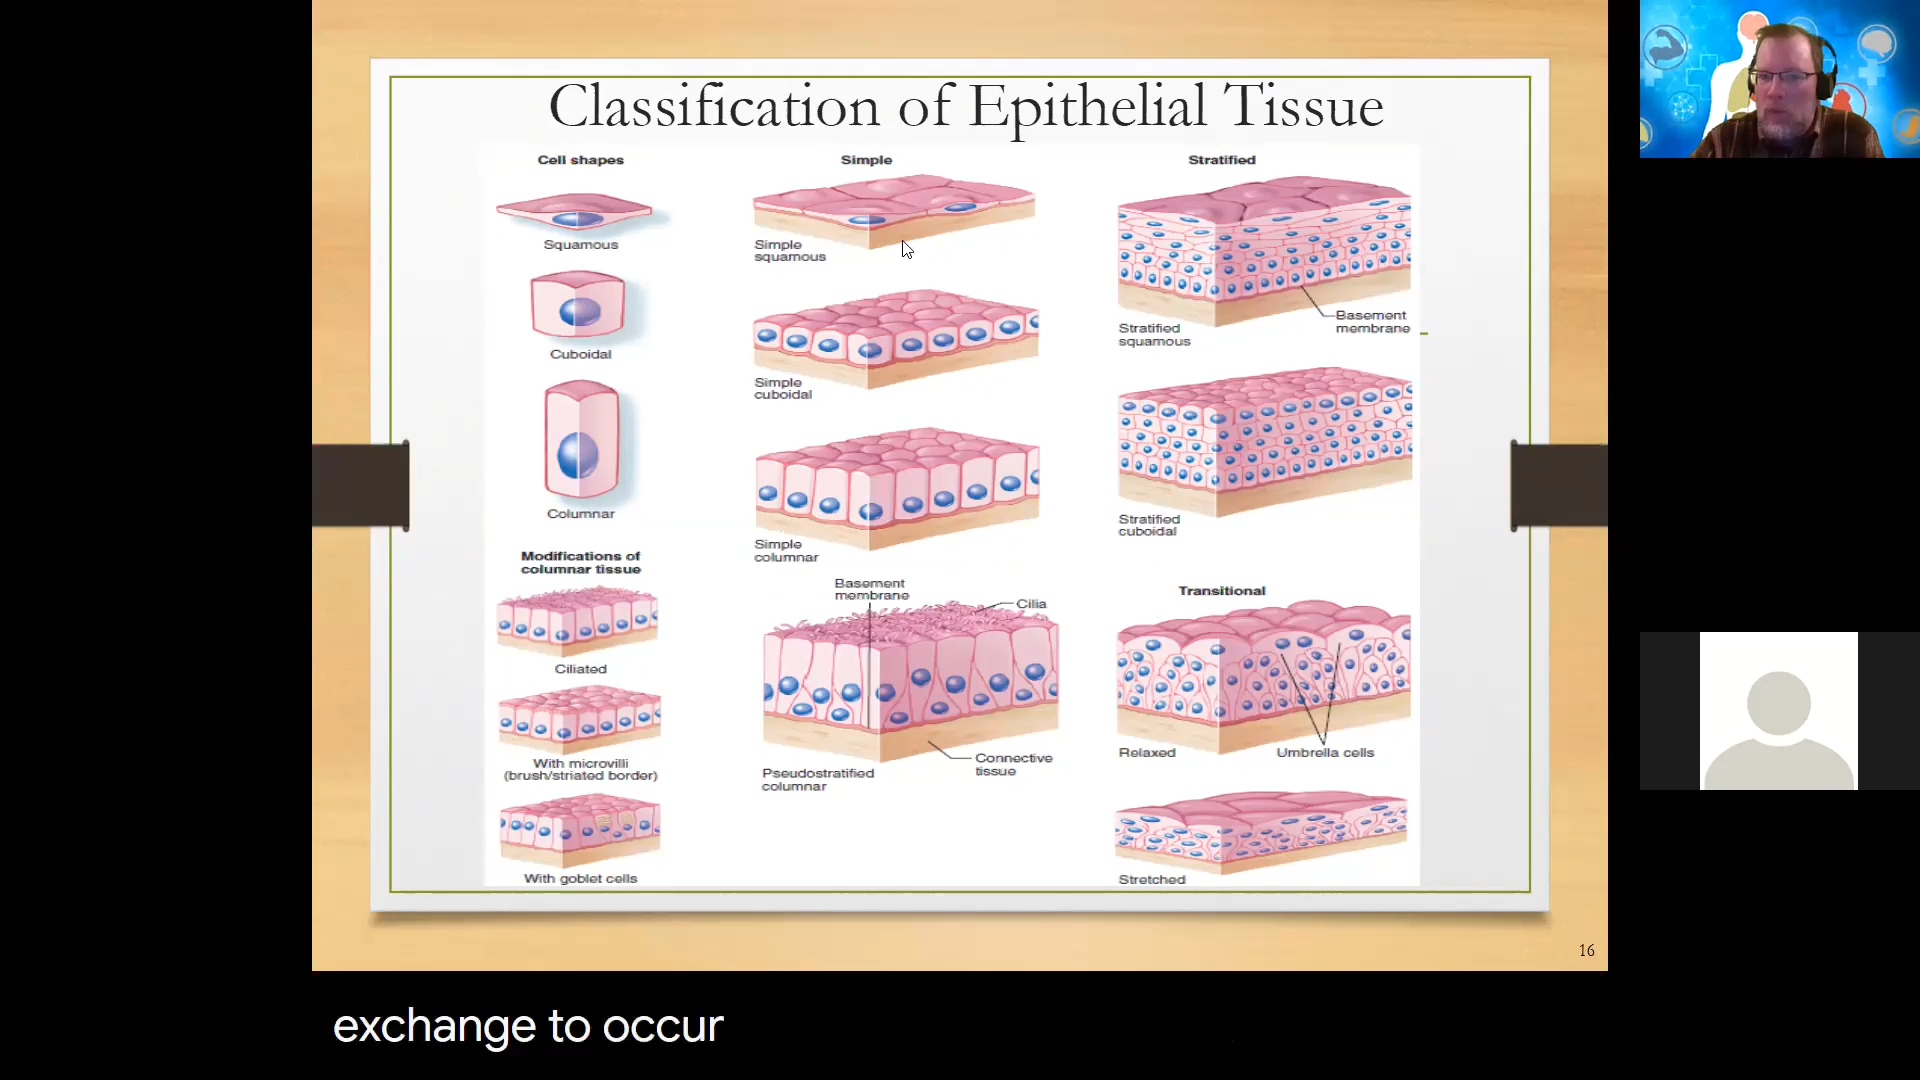 Classification of Epithelial Tissue
Cell shapes
Squamous
Cuboidal
Columnar
Modifications of
columnar tissue
Ciliated
With microvilli
(brush/striated border)
With goblet cells
Simple
Simple
squamous
Simple
cuboidal
Simple
columnar
Basement
membrane
Cilia
Connective
tissue
Pseudostratified
columnar
Stratified
Basement
membrane
Stratified
squamous
Stratified
cuboidal
Transitional
Relaxed
Umbrella cells
Stretched
16
exchange to occur